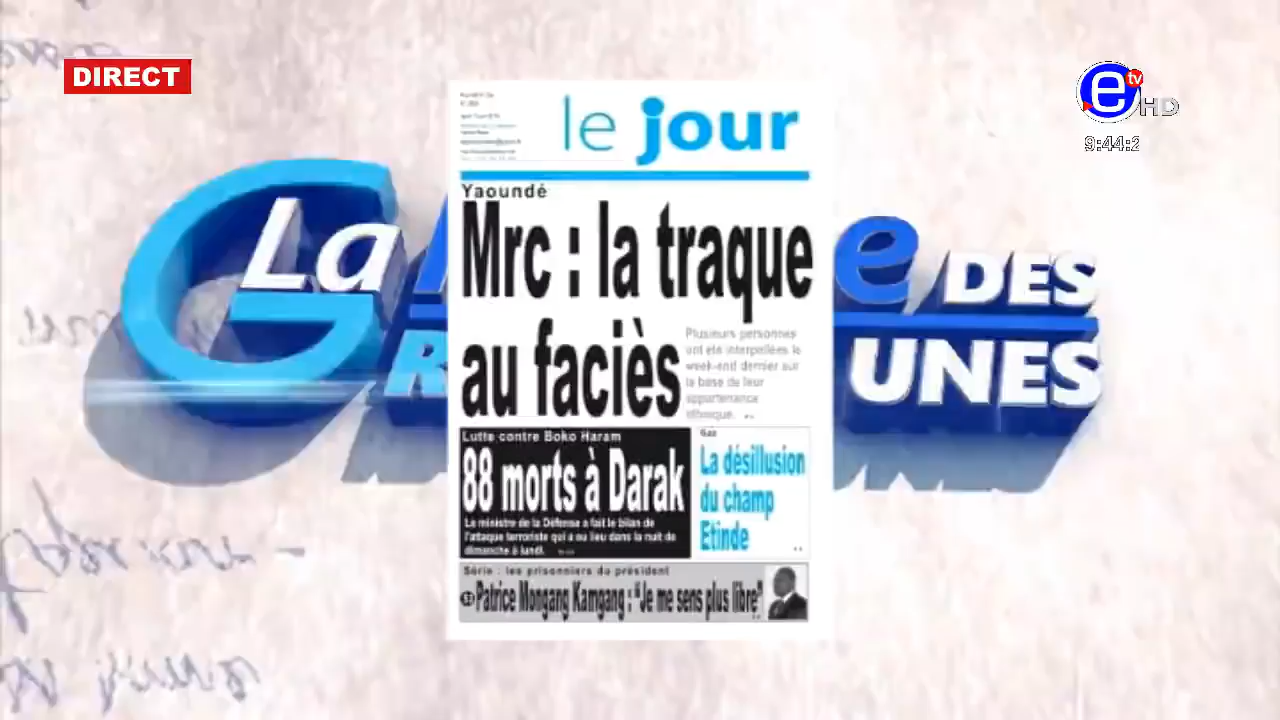 DIRECT
e tv HD
9:44:2
le jour
La
e DES
UNES
Yaoundé
Mrc : la traque
au faciès
Plusieurs personnes
ont été interpellées le
week-end dernier sur
la base de leur
appartenance
ethnique.
Lutte contre Boko Haram
88 morts à Darak
Le ministre de la Défense a fait le bilan de
l'attaque terroriste qui a eu lieu dans la nuit de
dimanche à lundi.
Gaz
La désillusion
du champ
Etinde
Série : les prisonniers du président
Patrice Mongang Kamgang : "Je me sens plus libre"